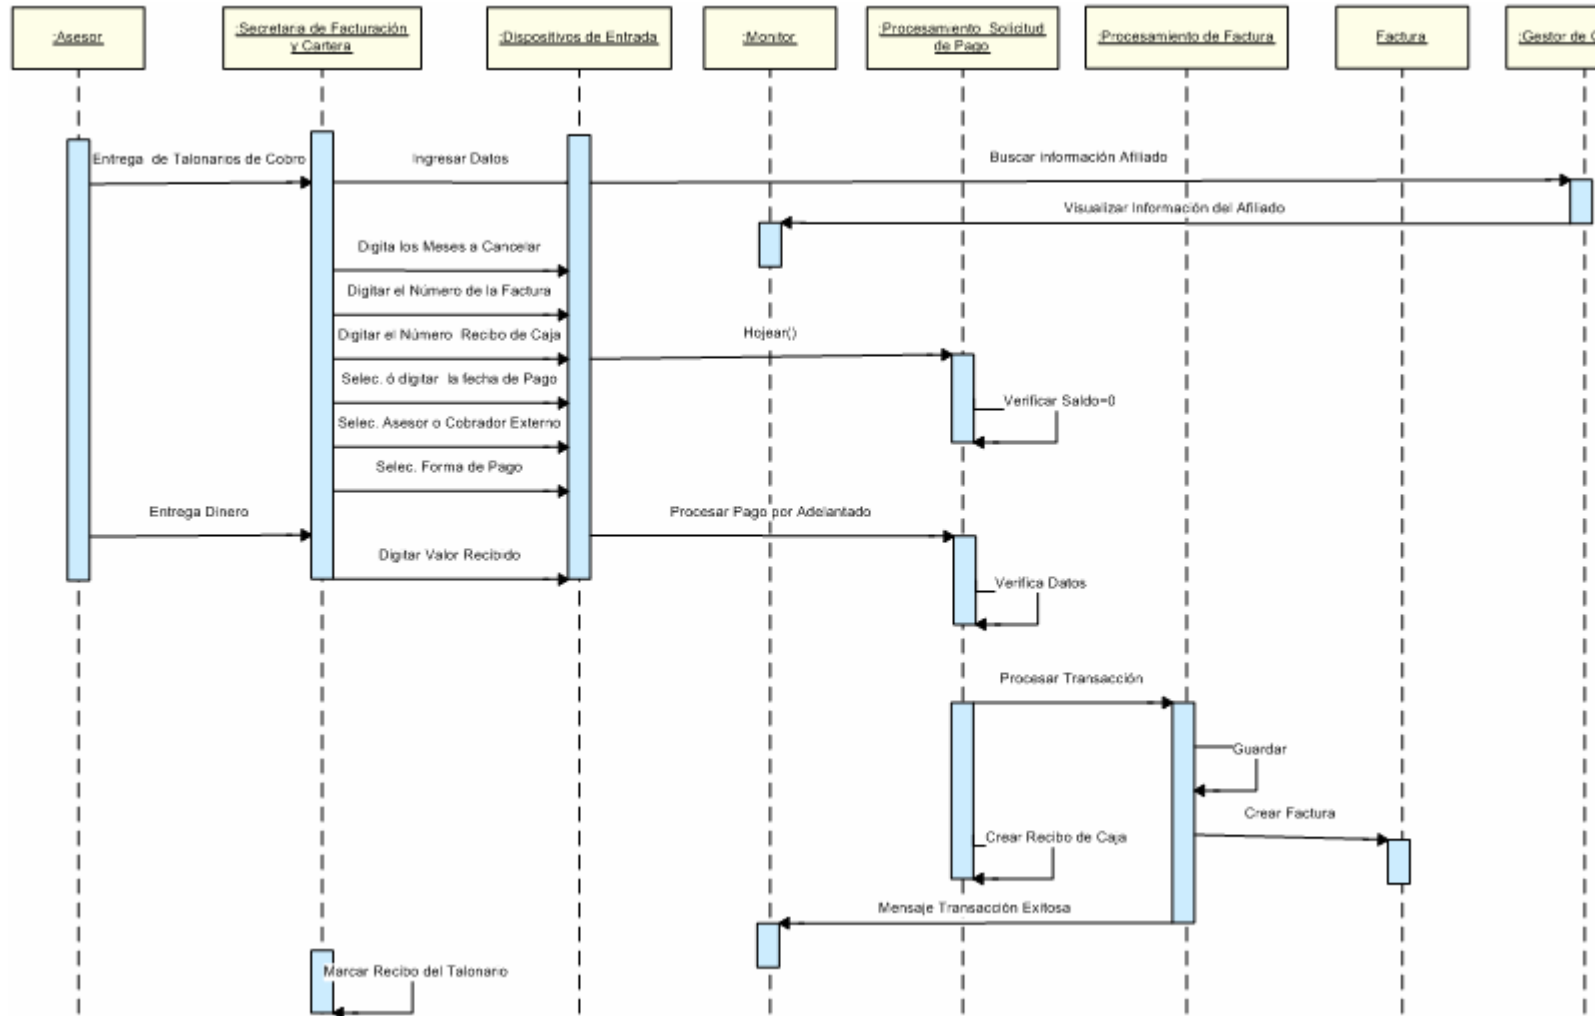 :Asesor
:Secretaria de Facturación
y Cartera
:Dispositivos de Entrada
:Monitor
:Procesamiento Solicitud
de Pago
:Procesamiento de Factura
Factura
:Gestor de
Entrega de Talonarios de Cobro
Ingresar Datos
Buscar información Afiliado
Visualizar Información del Afiliado
Digita los Meses a Cancelar
Digitar el Número de la Factura
Digitar el Número Recibo de Caja
Hojear()
Selec. ó digitar la fecha de Pago
Verificar Saldo=0
Selec. Asesor o Cobrador Externo
Selec. Forma de Pago
Entrega Dinero
Procesar Pago por Adelantado
Digitar Valor Recibido
Verifica Datos
Procesar Transacción
Guardar
Crear Factura
Crear Recibo de Caja
Mensaje Transacción Exitosa
Marcar Recibo del Talonario